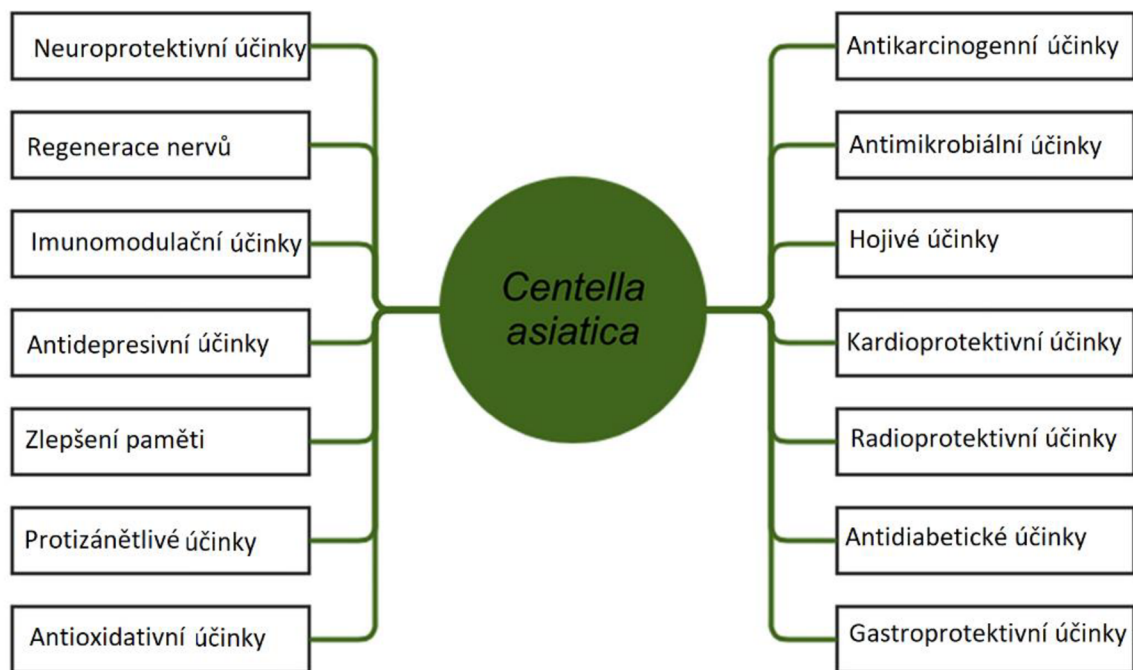 Neuroprotektivní účinky
Regenerace nervů
Imunomodulační účinky
Antidepresivní účinky
Zlepšení paměti
Protizánětlivé účinky
Antioxidativní účinky
Centella
asiatica
Antikarcinogenní účinky
Antimikrobiální účinky
Hojivé účinky
Kardioprotektivní účinky
Radioprotektivní účinky
Antidiabetické účinky
Gastroprotektivní účinky